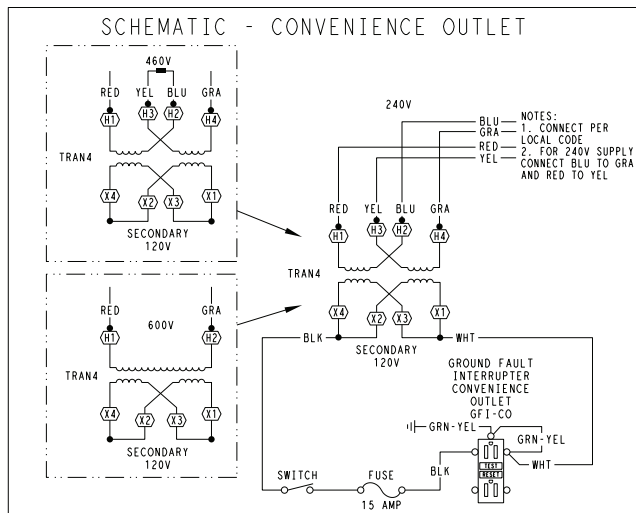 SCHEMATIC - CONVENIENCE OUTLET
460V
RED YEL BLU GRA
H1 H3 H2 H4
TRAN4
X4 X2 X3 X1
SECONDARY
120V
RED GRA
600V
H1 H2
TRAN4
X4 X2 X3 X1
SECONDARY
120V
240V
BLU
GRA
RED
YEL
NOTES:
1. CONNECT PER
LOCAL CODE
2. FOR 240V SUPPLY
CONNECT BLU TO GRA
AND RED TO YEL
RED YEL BLU GRA
H1 H3 H2 H4
TRAN4
X4 X2 X3 X1
BLK WHT
SECONDARY
120V
GROUND FAULT
INTERRUPTER
CONVENIENCE
OUTLET
GFI-CO
GRN-YEL
GRN-YEL
WHT
BLK
TEST
RESET
SWITCH FUSE
15 AMP